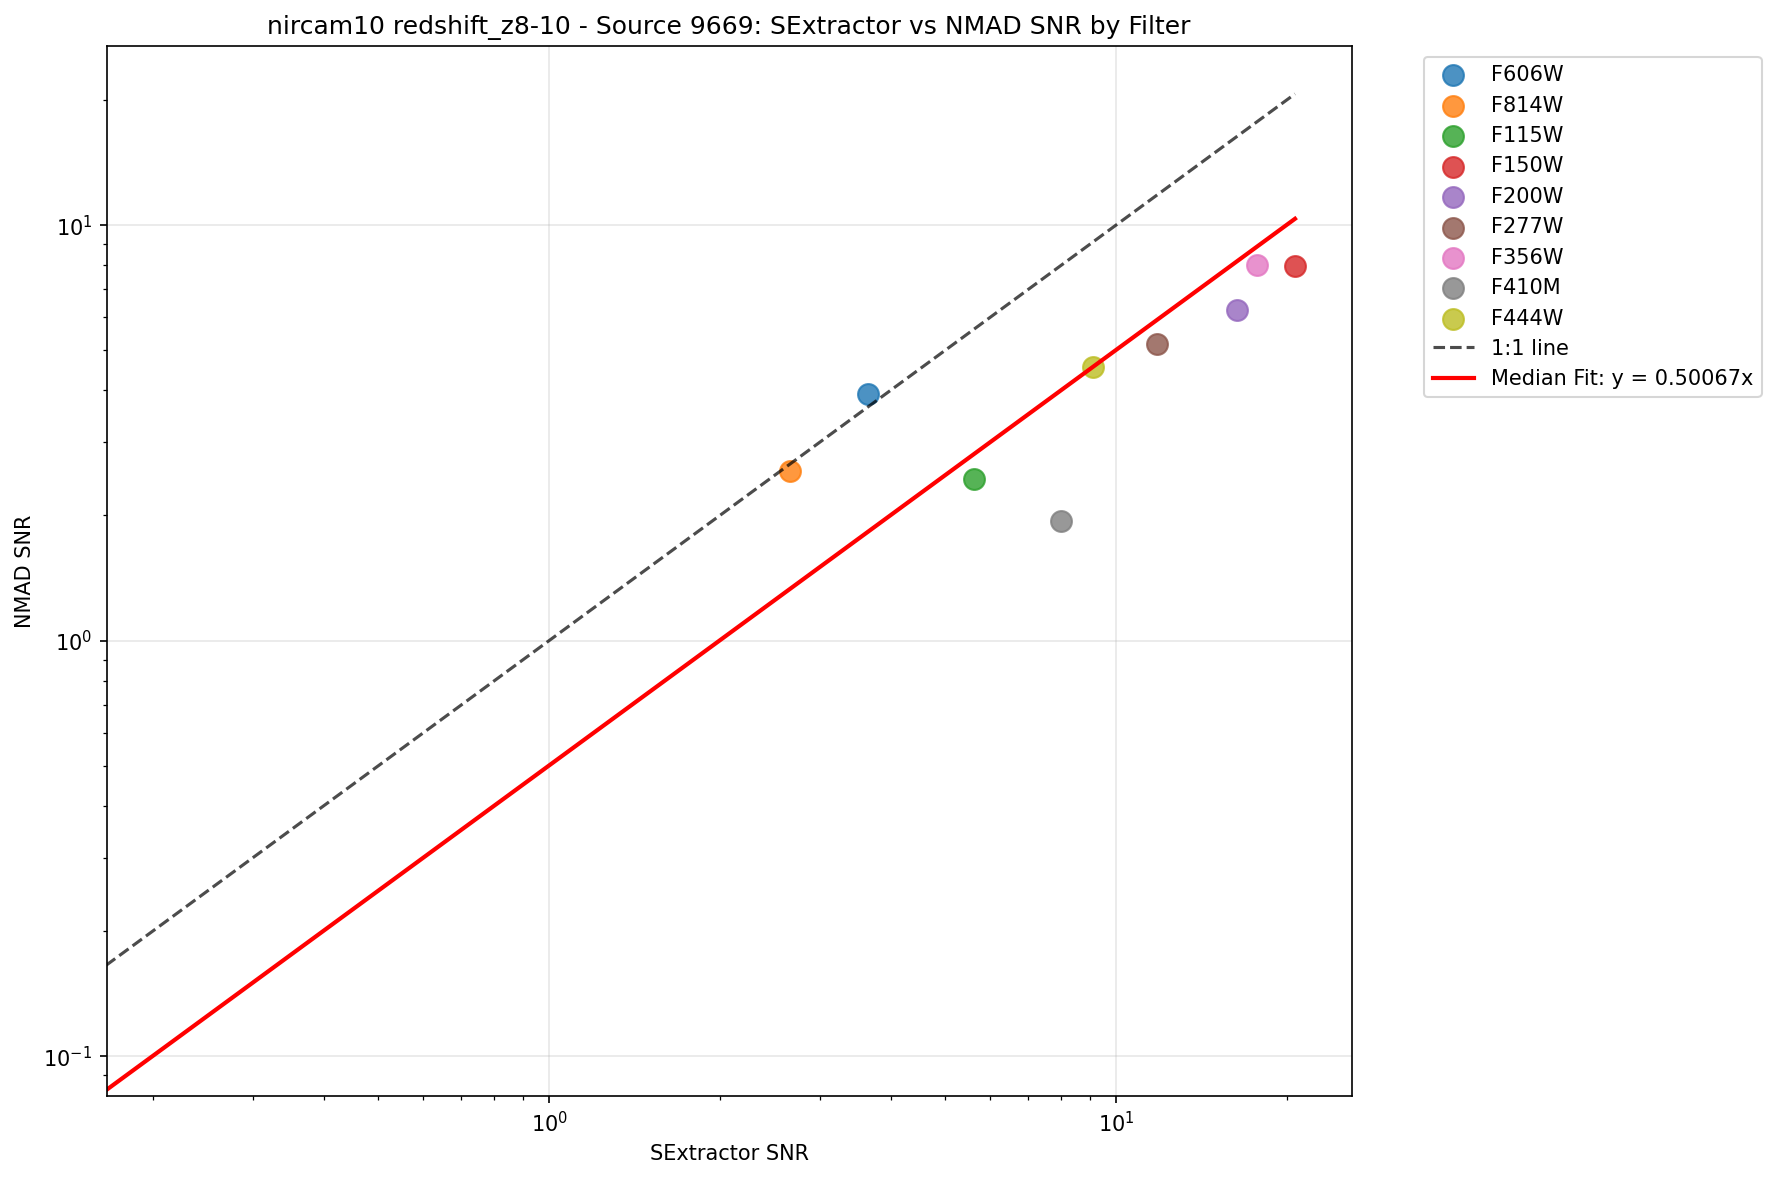 nircam10 redshift_z8-10 - Source 9669: SExtractor vs NMAD SNR by Filter
F606W
F814W
F115W
F150W
F200W
F277W
F356W
F410M
F444W
1:1 line
Median Fit: y = 0.50067x
NMAD SNR
10¹
10⁰
10⁻¹
10⁰
10¹
SExtractor SNR